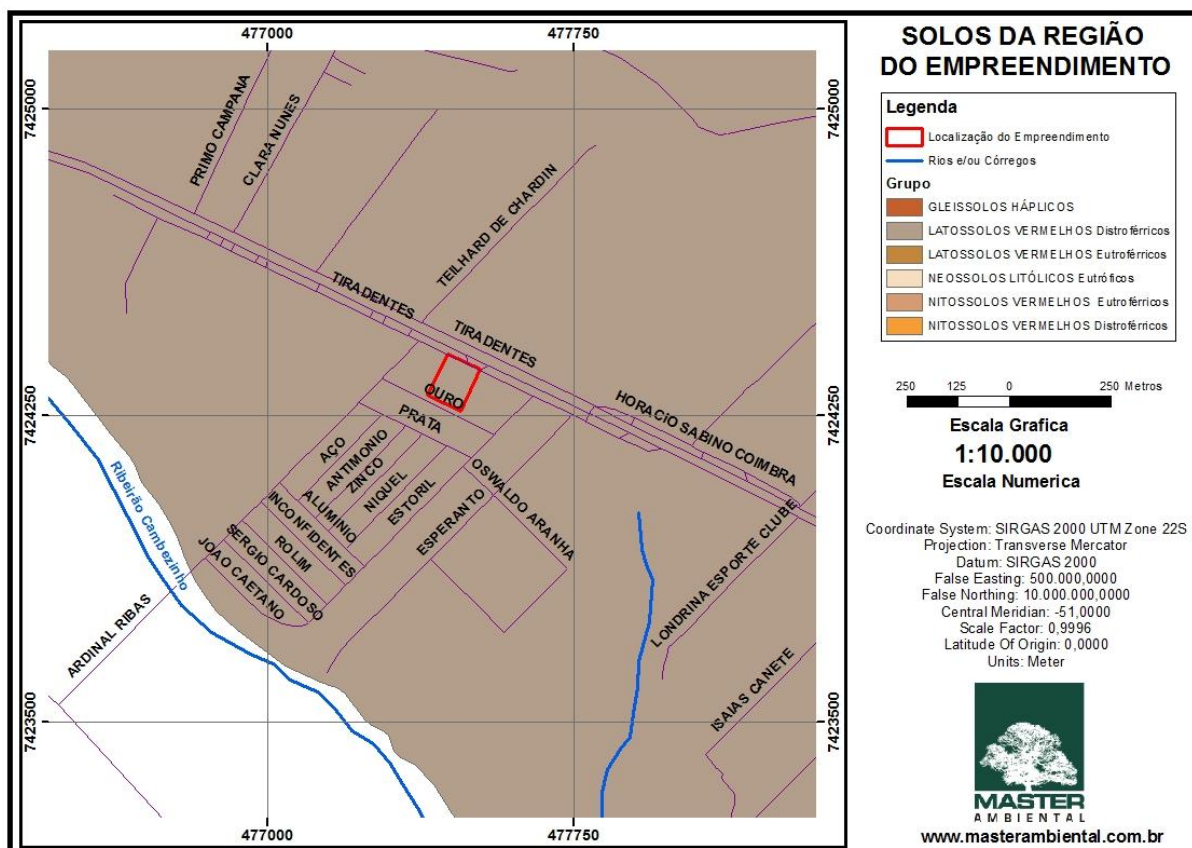 477000
477750
7425000
7425000
PRIMO CAMPANA
CLARA NUNES
TEILHARD DE CHARDIN
TIRADENTES
TIRADENTES
OURO
PRATA
7424250
7424250
HORACIO SABINO COIMBRA
AÇO
ANTIMONIO
ZINCO
ALUMINIO
NIQUEL
ESTORIL
INCONFIDENTES
ROLIM
SERGIO CARDOSO
JOAO CAETANO
ESPERANTO
OSWALDO ARANHA
Ribeirão Cambezinho
ARDINAL RIBAS
LONDRINA ESPORTE CLUBE
ISAIAS CANETE
7423500
7423500
477000
477750
SOLOS DA REGIÃO
DO EMPREENDIMENTO
Legenda
Localização do Empreendimento
Rios e/ou Córregos
Grupo
GLEISSOLOS HÁPLICOS
LATOSSOLOS VERMELHOS Distroférricos
LATOSSOLOS VERMELHOS Eutroférricos
NEOSSOLOS LITÓLICOS Eutróficos
NITOSSOLOS VERMELHOS Eutroférricos
NITOSSOLOS VERMELHOS Distroférricos
250 125 0 250 Metros
Escala Grafica
1:10.000
Escala Numerica
Coordinate System: SIRGAS 2000 UTM Zone 22S
Projection: Transverse Mercator
Datum: SIRGAS 2000
False Easting: 500.000,0000
False Northing: 10.000.000,0000
Central Meridian: -51,0000
Scale Factor: 0,9996
Latitude Of Origin: 0,0000
Units: Meter
MASTER
AMBIENTAL
www.masterambiental.com.br